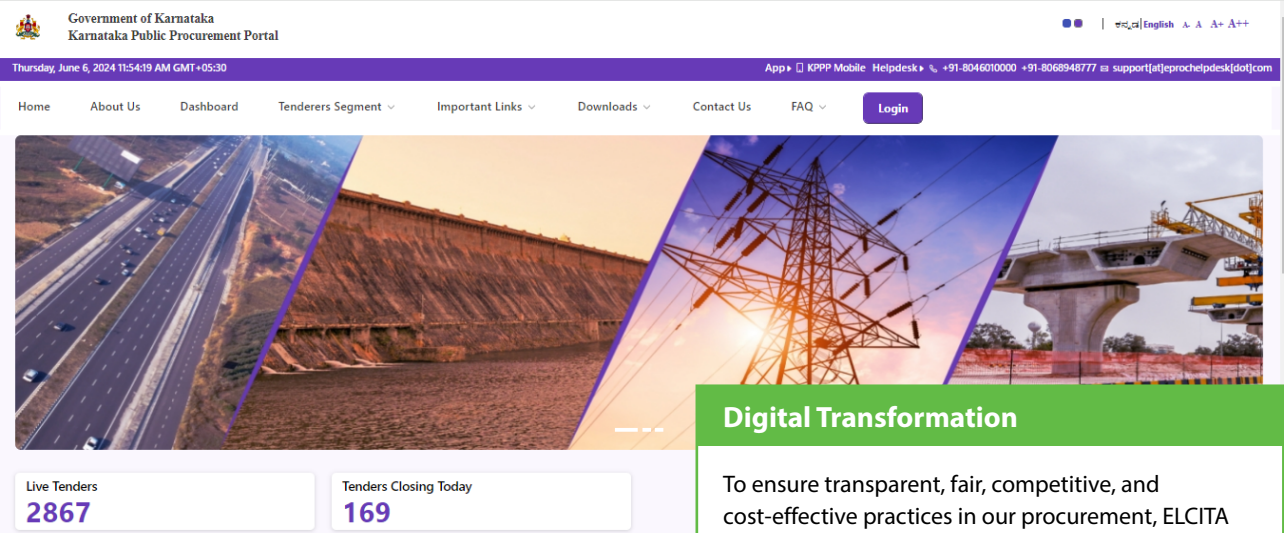 Government of Karnataka
Karnataka Public Procurement Portal
ಕನ್ನಡ|English A- A A+ A++
Thursday, June 6, 2024 11:54:19 AM GMT+05:30
App KPPP Mobile Helpdesk +91-8046010000 +91-8068948777 support[at]eprochelpdesk[dot]com
Home About Us Dashboard Tenderers Segment Important Links Downloads Contact Us FAQ Login
Live Tenders
2867
Tenders Closing Today
169
Digital Transformation
To ensure transparent, fair, competitive, and
cost-effective practices in our procurement, ELCITA